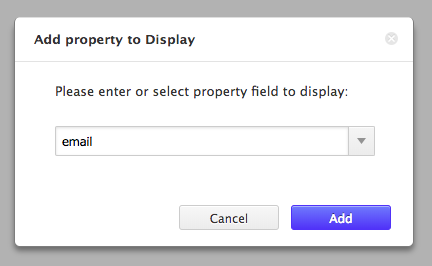 Add property to Display
Please enter or select property field to display:
email
Cancel
Add